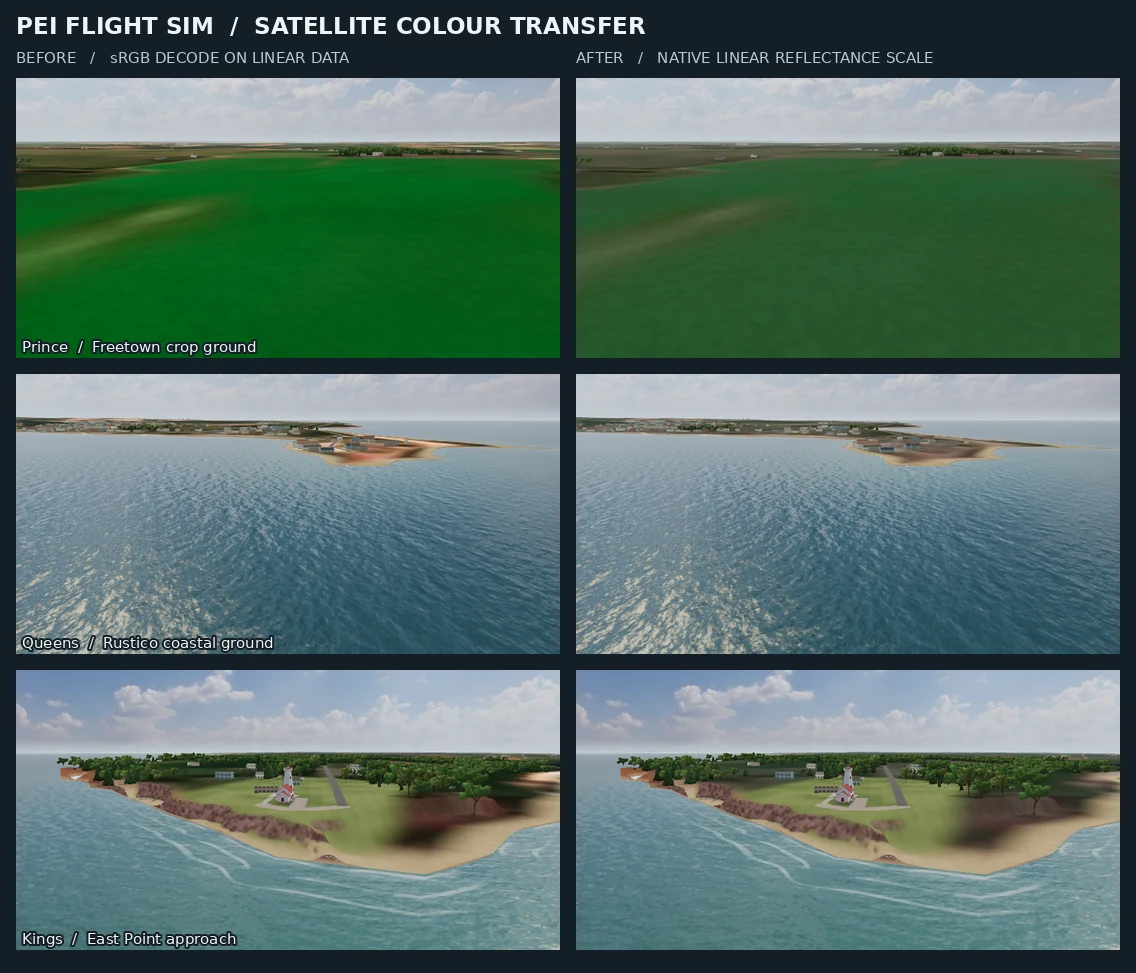 PEI FLIGHT SIM / SATELLITE COLOUR TRANSFER
BEFORE / sRGB DECODE ON LINEAR DATA
AFTER / NATIVE LINEAR REFLECTANCE SCALE
Prince / Freetown crop ground
Queens / Rustico coastal ground
Kings / East Point approach